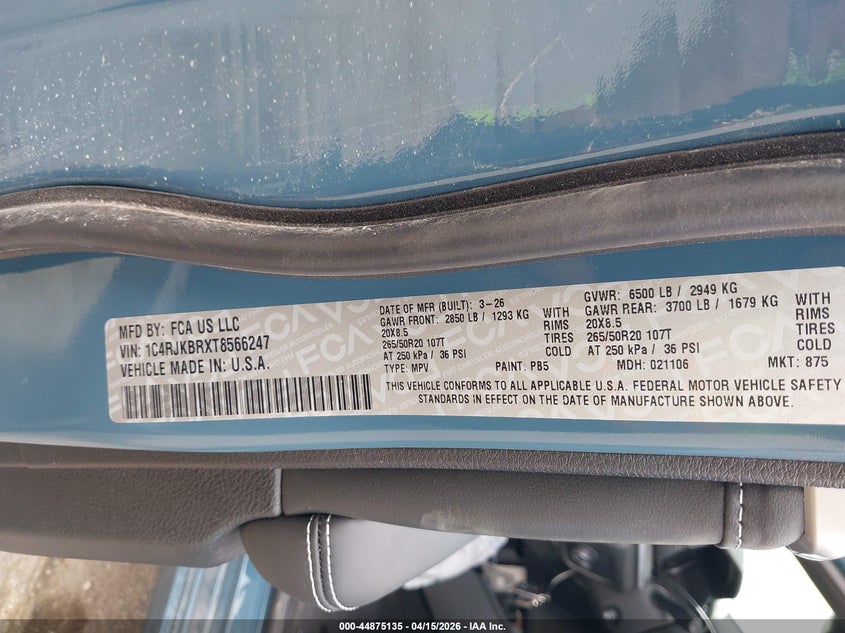 MFD BY: FCA US LLC
VIN: 1C4RJKBRXT8566247
VEHICLE MADE IN: U.S.A.
DATE OF MFR (BUILT): 3-26
GAWR FRONT: 2850 LB / 1293 KG
20X8.5
265/50R20 107T
AT 250 kPa / 36 PSI
TYPE: MPV
WITH
RIMS
TIRES
COLD
PAINT: PB5
GVWR: 6500 LB / 2949 KG
GAWR REAR: 3700 LB / 1679 KG
20X8.5
265/50R20 107T
AT 250 kPa / 36 PSI
MDH: 021106
WITH
RIMS
TIRES
COLD
MKT: 875
THIS VEHICLE CONFORMS TO ALL APPLICABLE U.S.A. FEDERAL MOTOR VEHICLE SAFETY
STANDARDS IN EFFECT ON THE DATE OF MANUFACTURE SHOWN ABOVE.
000-44875135 - 04/15/2026 - IAA Inc.